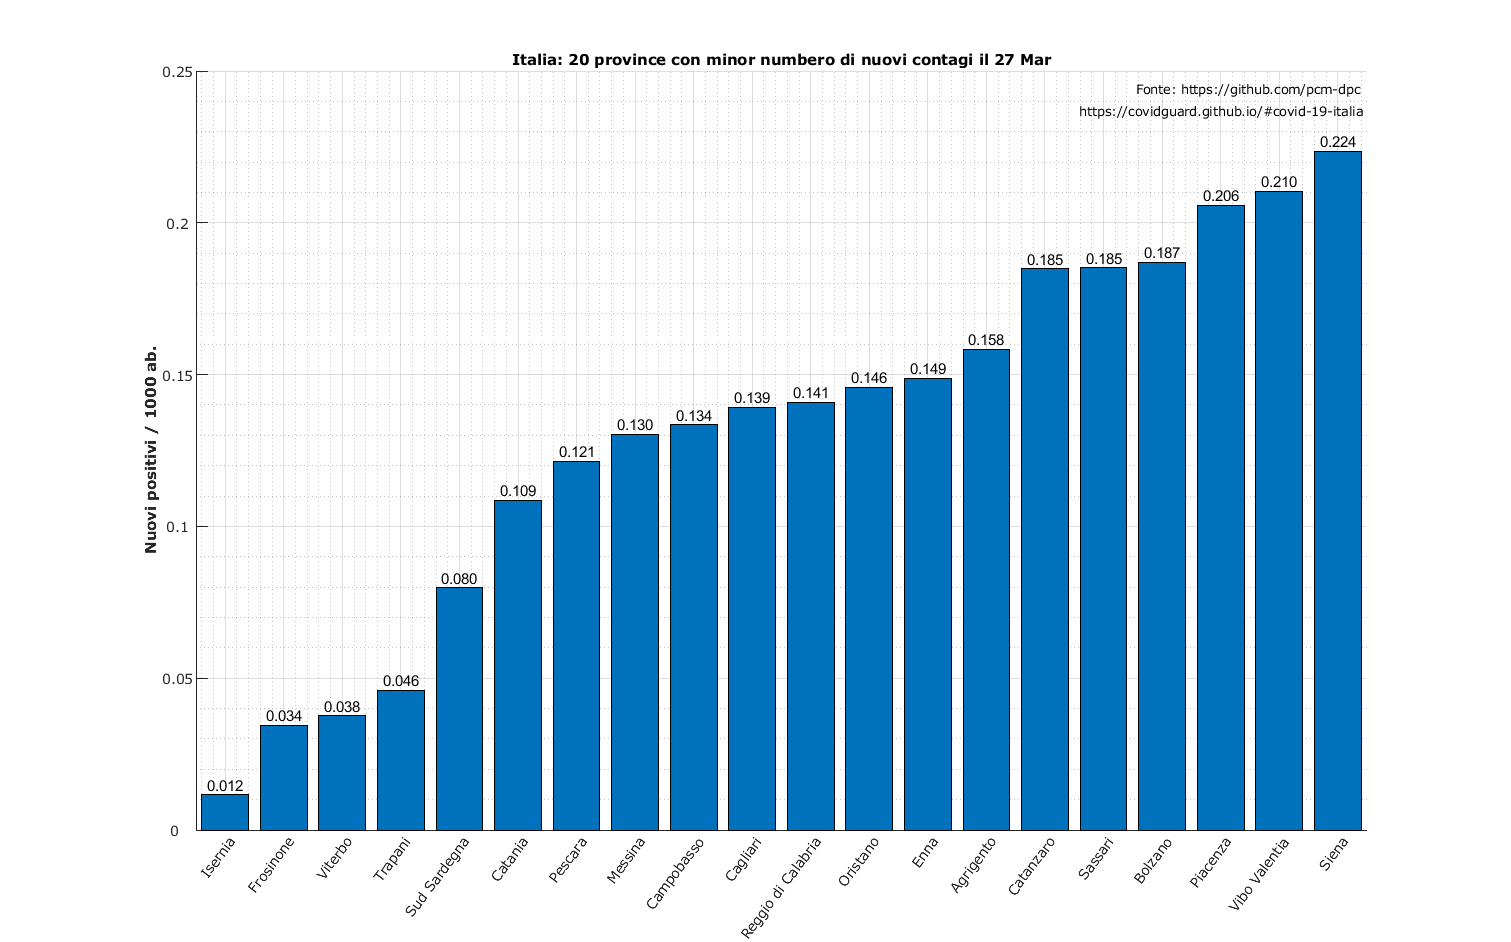 Italia: 20 province con minor numbero di nuovi contagi il 27 Mar
Fonte: https://github.com/pcm-dpc
https://covidguard.github.io/#covid-19-italia
Nuovi positivi / 1000 ab.
0.25
0.2
0.15
0.1
0.05
0
0.012
0.034
0.038
0.046
0.080
0.109
0.121
0.130
0.134
0.139
0.141
0.146
0.149
0.158
0.185
0.185
0.187
0.206
0.210
0.224
Isernia
Frosinone
Viterbo
Trapani
Sud Sardegna
Catania
Pescara
Messina
Campobasso
Cagliari
Reggio di Calabria
Oristano
Enna
Agrigento
Catanzaro
Sassari
Bolzano
Piacenza
Vibo Valentia
Siena